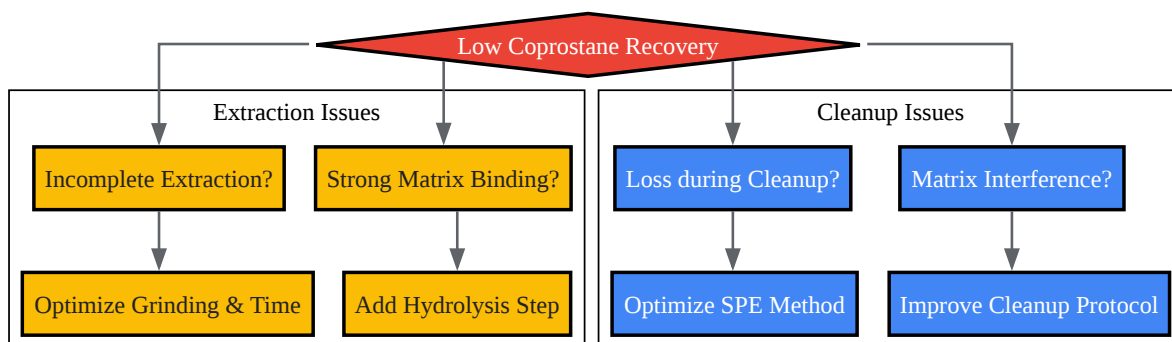 Low Coprostane Recovery
Extraction Issues
Cleanup Issues
Incomplete Extraction?
Strong Matrix Binding?
Loss during Cleanup?
Matrix Interference?
Optimize Grinding & Time
Add Hydrolysis Step
Optimize SPE Method
Improve Cleanup Protocol